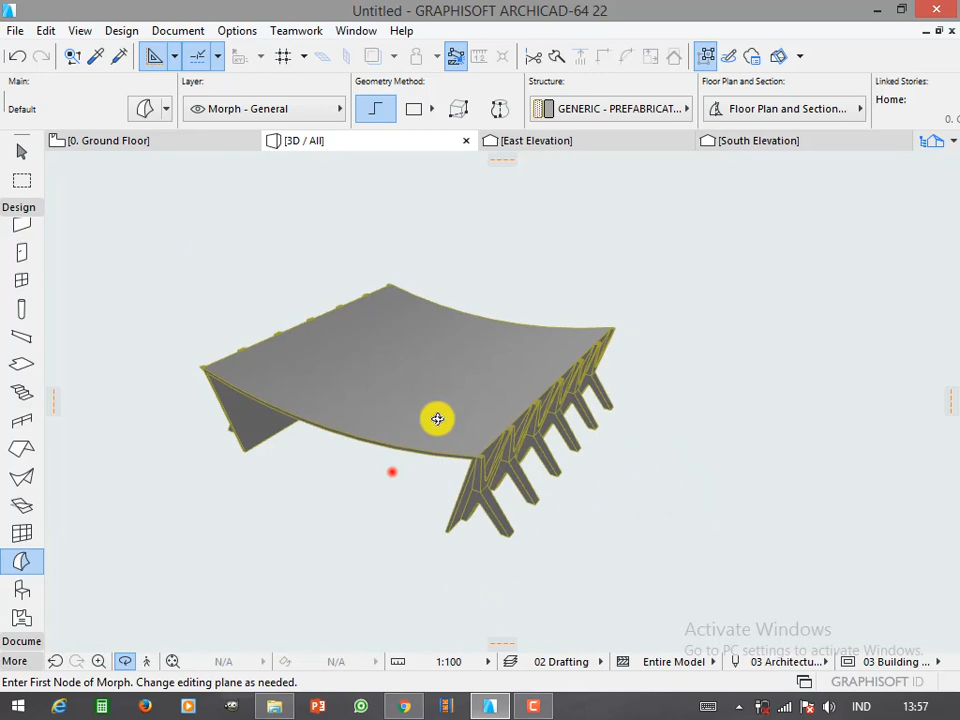 Untitled - GRAPHISOFT ARCHICAD-64 22
File Edit View Design Document Options Teamwork Window Help
Main: Layer: Geometry Method: Structure: Floor Plan and Section: Linked Stories:
Default Morph - General GENERIC - PREFABRICAT... Floor Plan and Section... Home:
0. G
[0. Ground Floor] [3D / All] [East Elevation] [South Elevation]
Design
Activate Windows
Go to PC settings to activate Windows.
Docume
More N/A N/A 1:100 02 Drafting Entire Model 03 Architectu... 03 Building ...
Enter First Node of Morph. Change editing plane as needed. GRAPHISOFT ID
IND 13:57